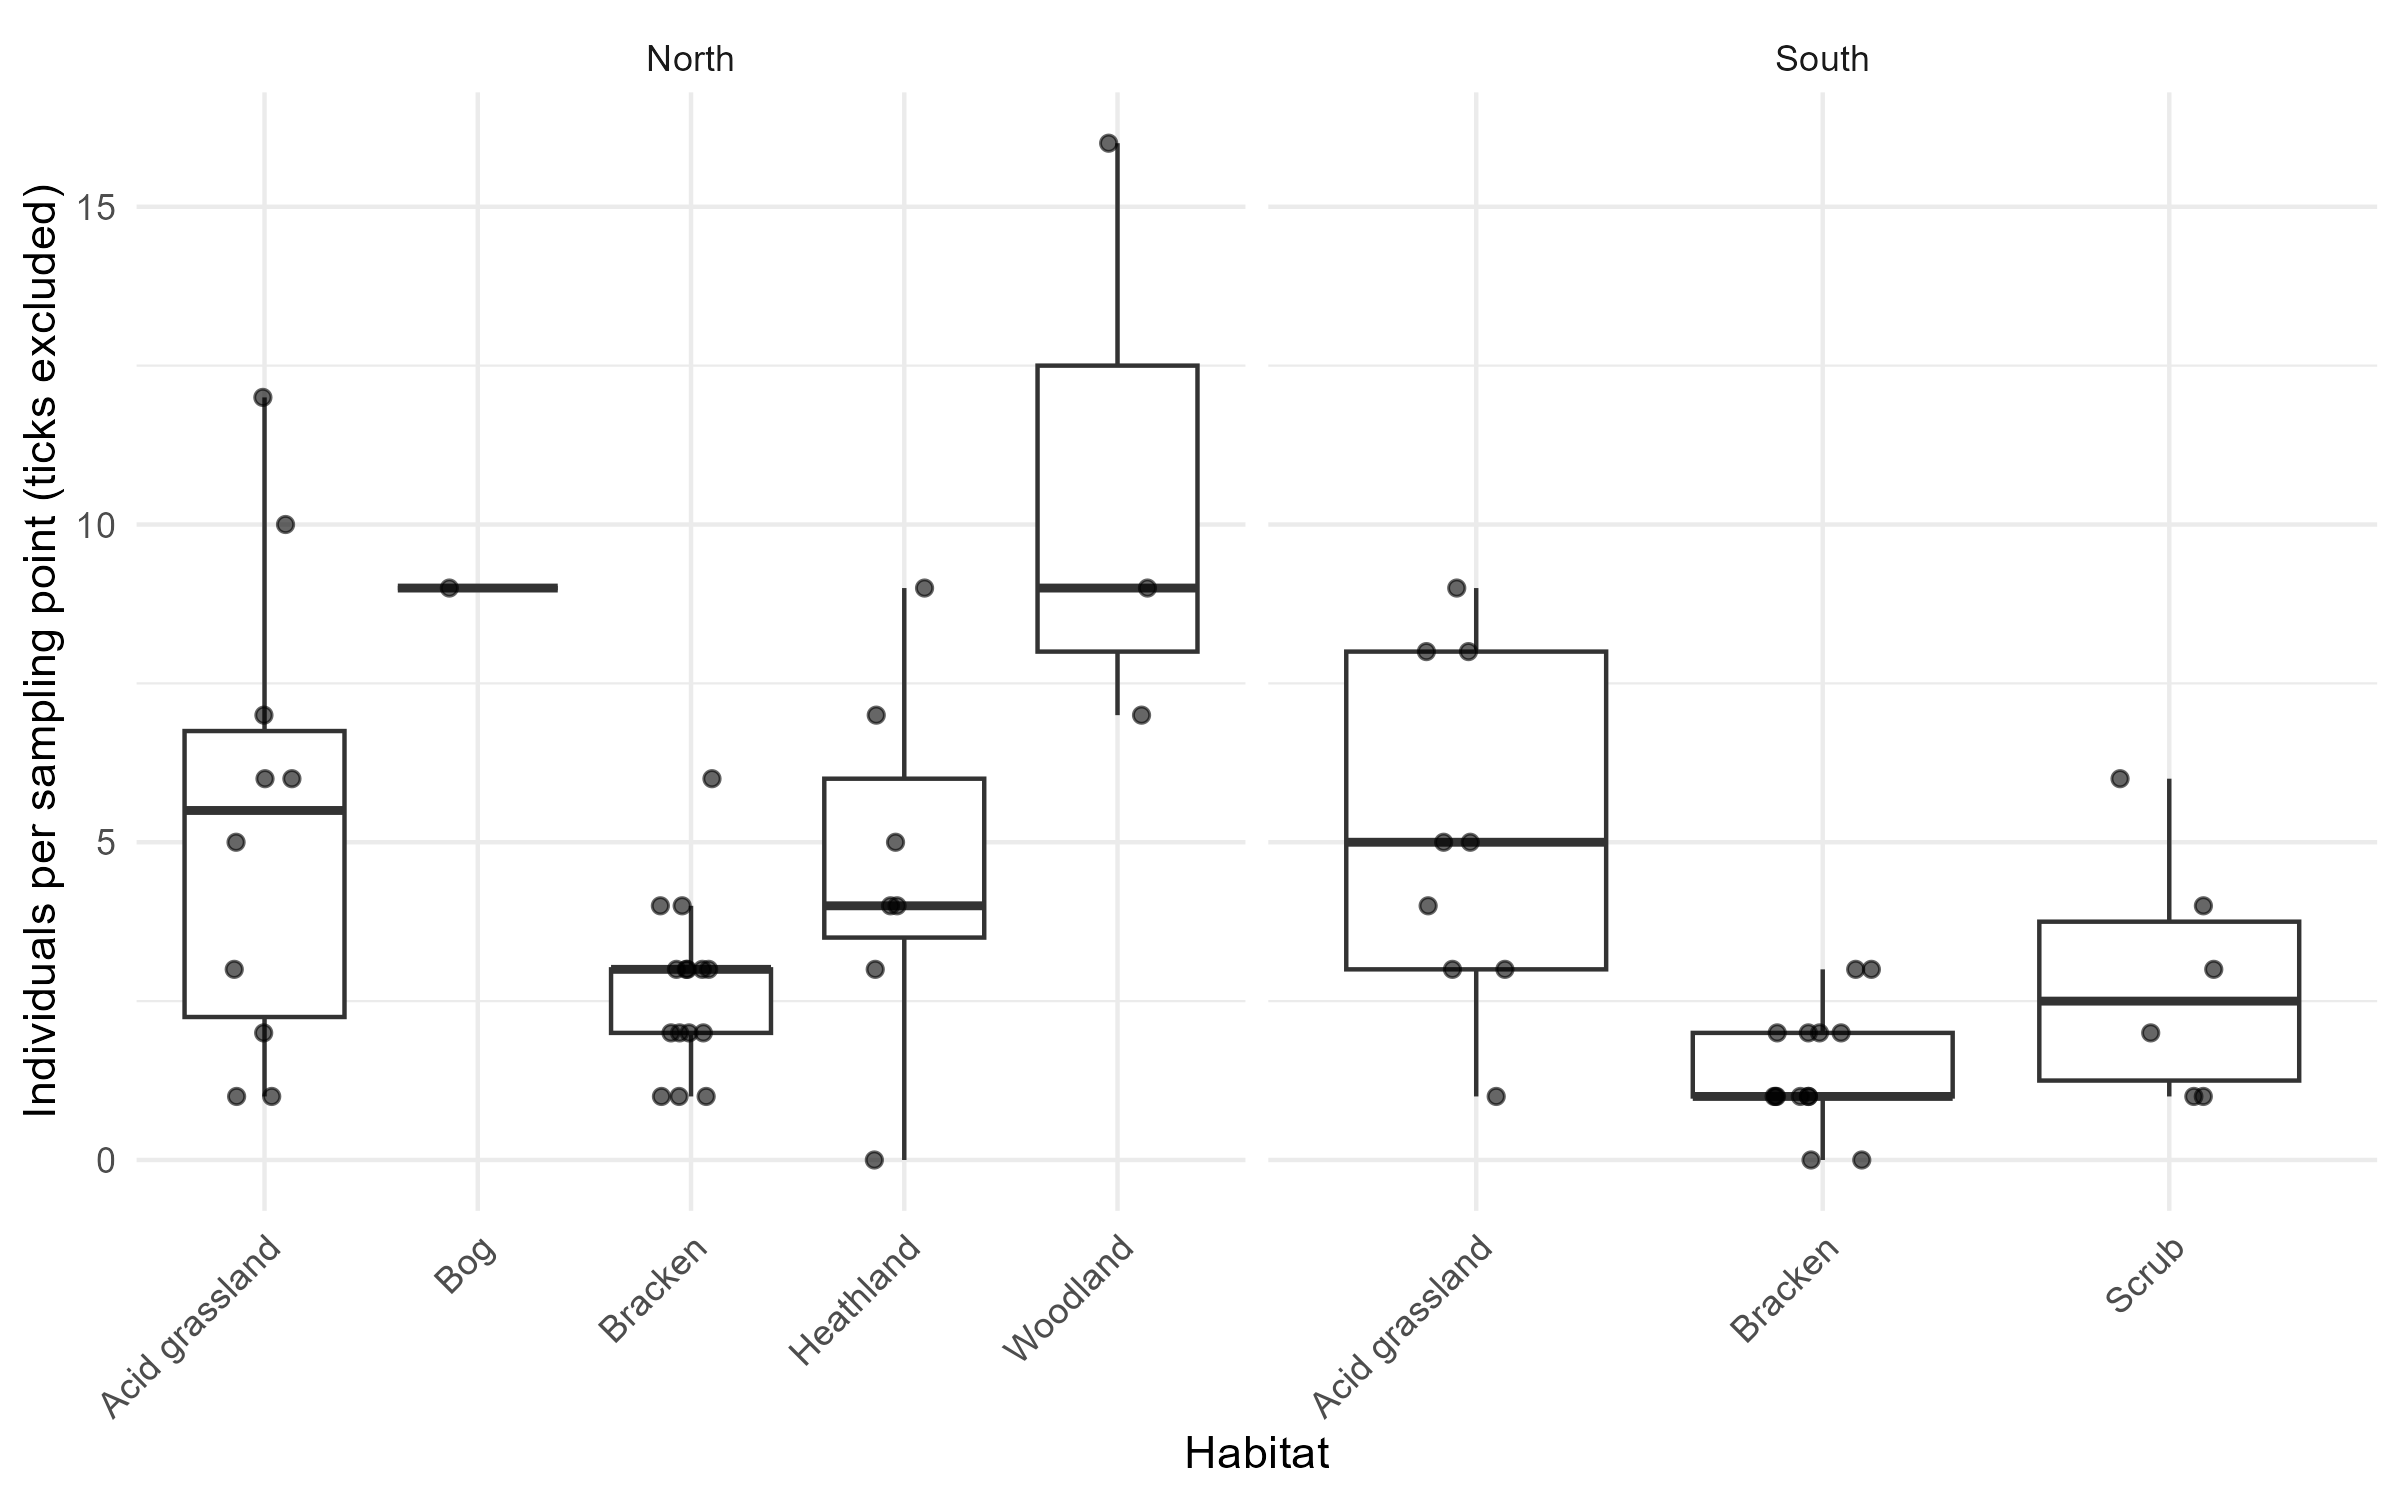 North
South
Individuals per sampling point (ticks excluded)
15
10
5
0
Acid grassland
Bog
Bracken
Heathland
Woodland
Acid grassland
Bracken
Scrub
Habitat